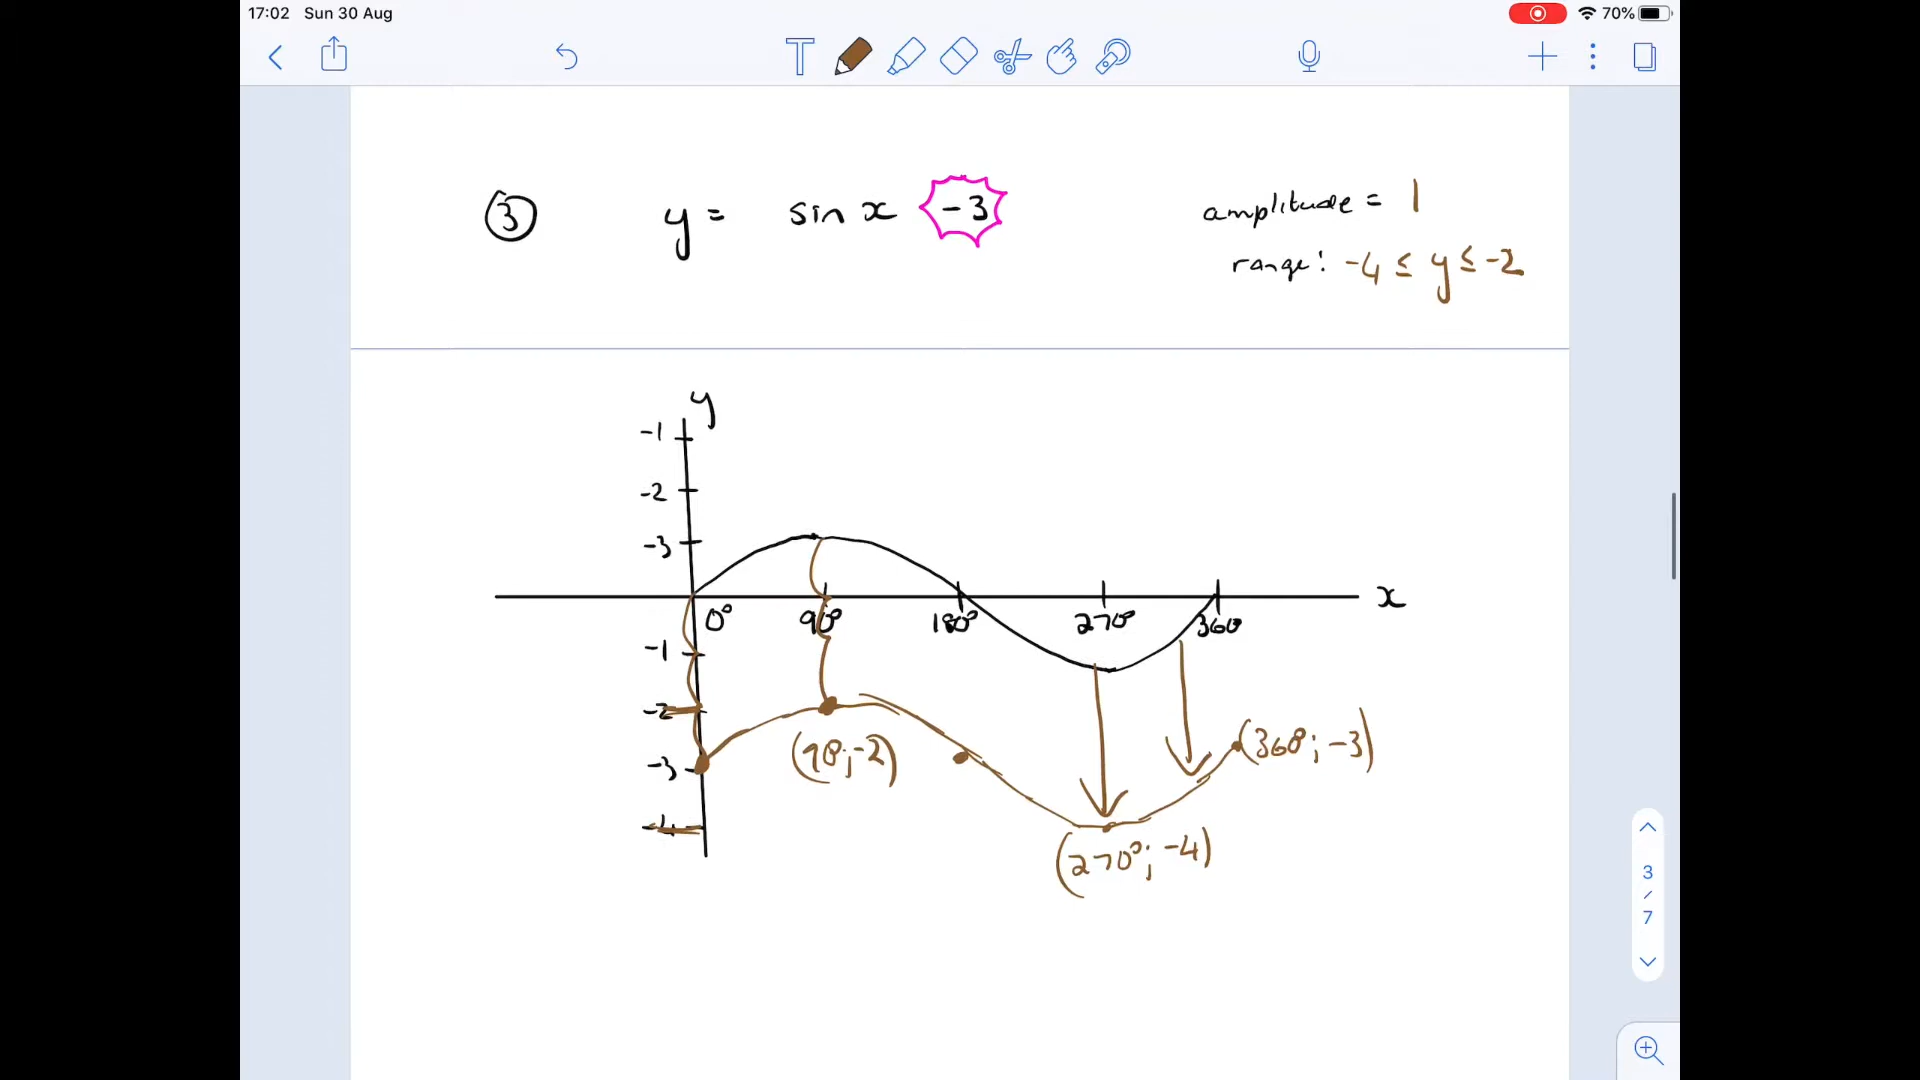 17:02 Sun 30 Aug
70%
T
③ y = sin x -3
amplitude = 1
range: -4 ≤ y ≤ -2
y
-1
-2
-3
x
0° 90° 180° 270° 360°
-1
-2
-3
-4
(90°; -2)
(360°; -3)
(270°; -4)
3
/
7